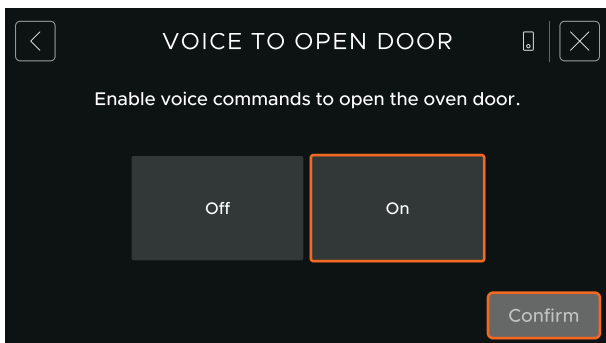 VOICE TO OPEN DOOR
Enable voice commands to open the oven door.
Off
On
Confirm